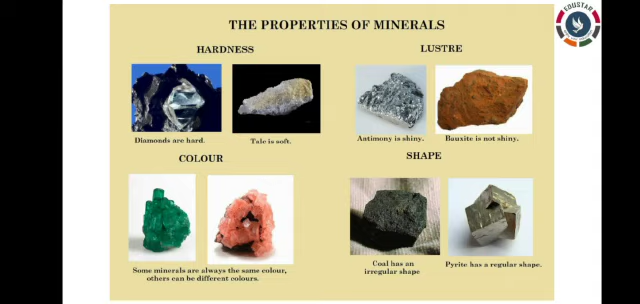 EDUSTAR
THE PROPERTIES OF MINERALS
HARDNESS
LUSTRE
Diamonds are hard.
Talc is soft.
Antimony is shiny.
Bauxite is not shiny.
COLOUR
SHAPE
Some minerals are always the same colour,
others can be different colours.
Coal has an
irregular shape
Pyrite has a regular shape.